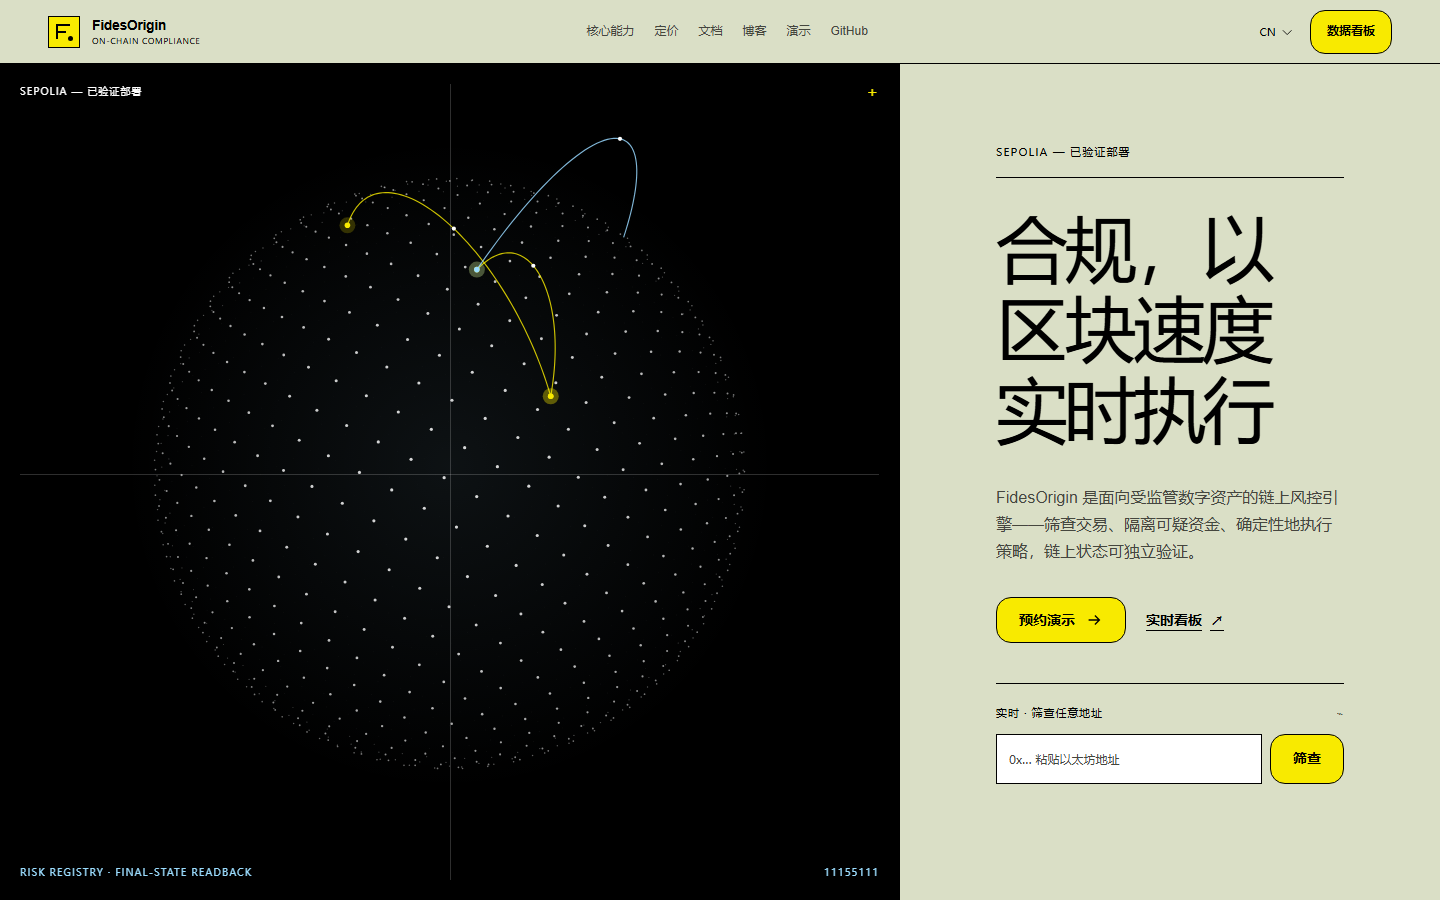 FidesOrigin
ON-CHAIN COMPLIANCE
核心能力 定价 文档 博客 演示 GitHub
CN
数据看板
SEPOLIA — 已验证部署
RISK REGISTRY · FINAL-STATE READBACK
11155111
SEPOLIA — 已验证部署
合规，以
区块速度
实时执行
FidesOrigin 是面向受监管数字资产的链上风控引
擎——筛查交易、隔离可疑资金、确定性地执行
策略，链上状态可独立验证。
预约演示 →
实时看板 ↗
实时 · 筛查任意地址
0x... 粘贴以太坊地址
筛查